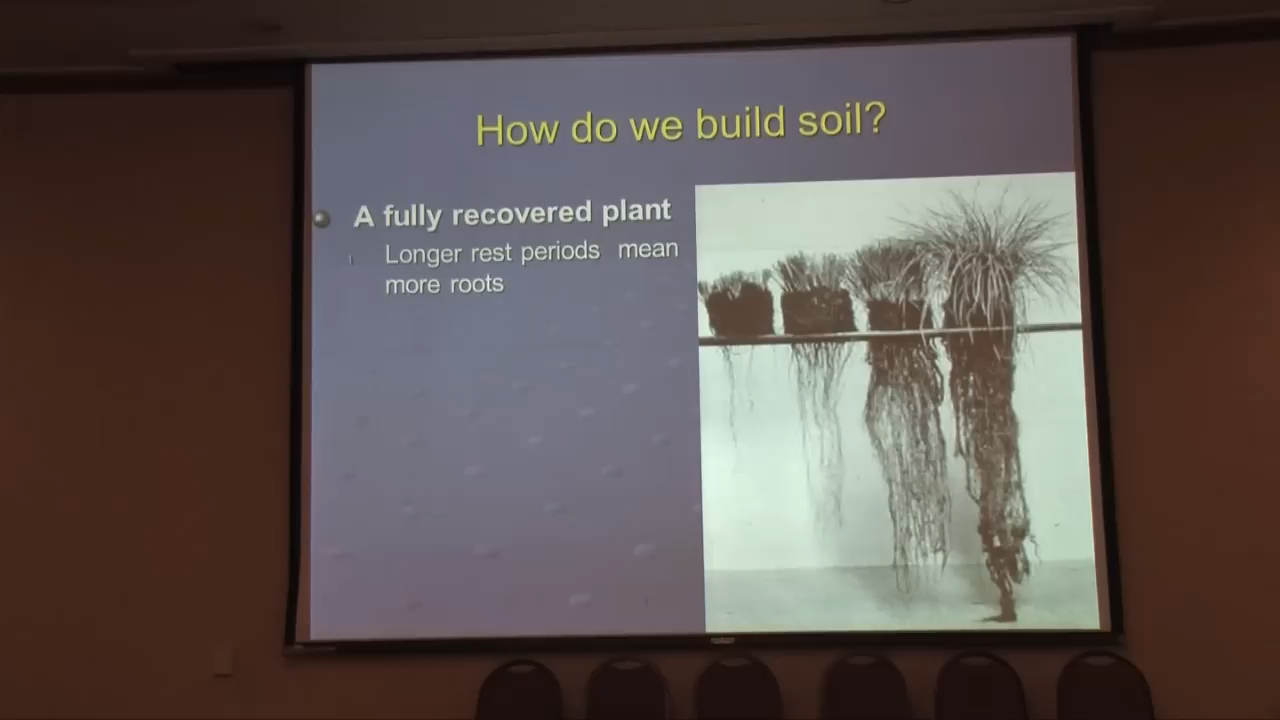 How do we build soil?
A fully recovered plant
Longer rest periods mean
more roots